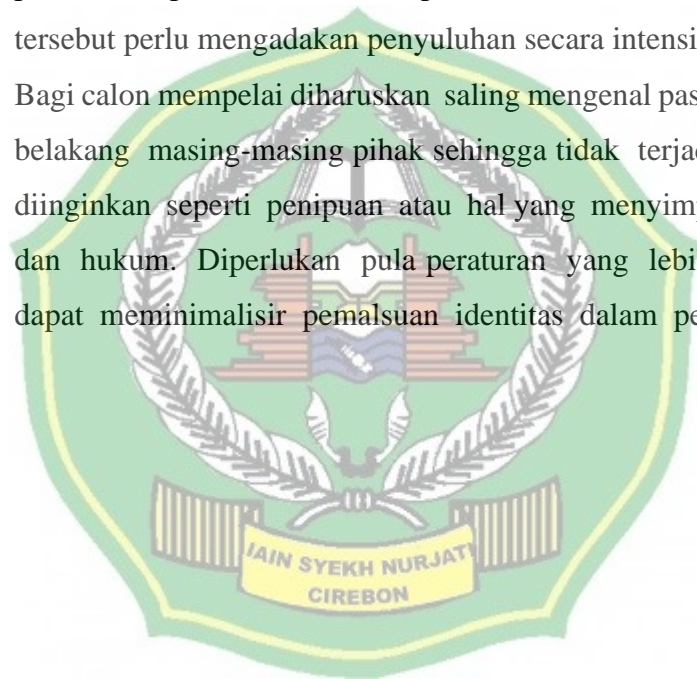 tersebut perlu mengadakan penyuluhan secara intensi
Bagi calon mempelai diharuskan saling mengenal pas
belakang masing-masing pihak sehingga tidak terjad
diinginkan seperti penipuan atau hal yang menyimp
dan hukum. Diperlukan pula peraturan yang lebi
dapat meminimalisir pemalsuan identitas dalam pe
IAIN SYEKH NURJATI
CIREBON